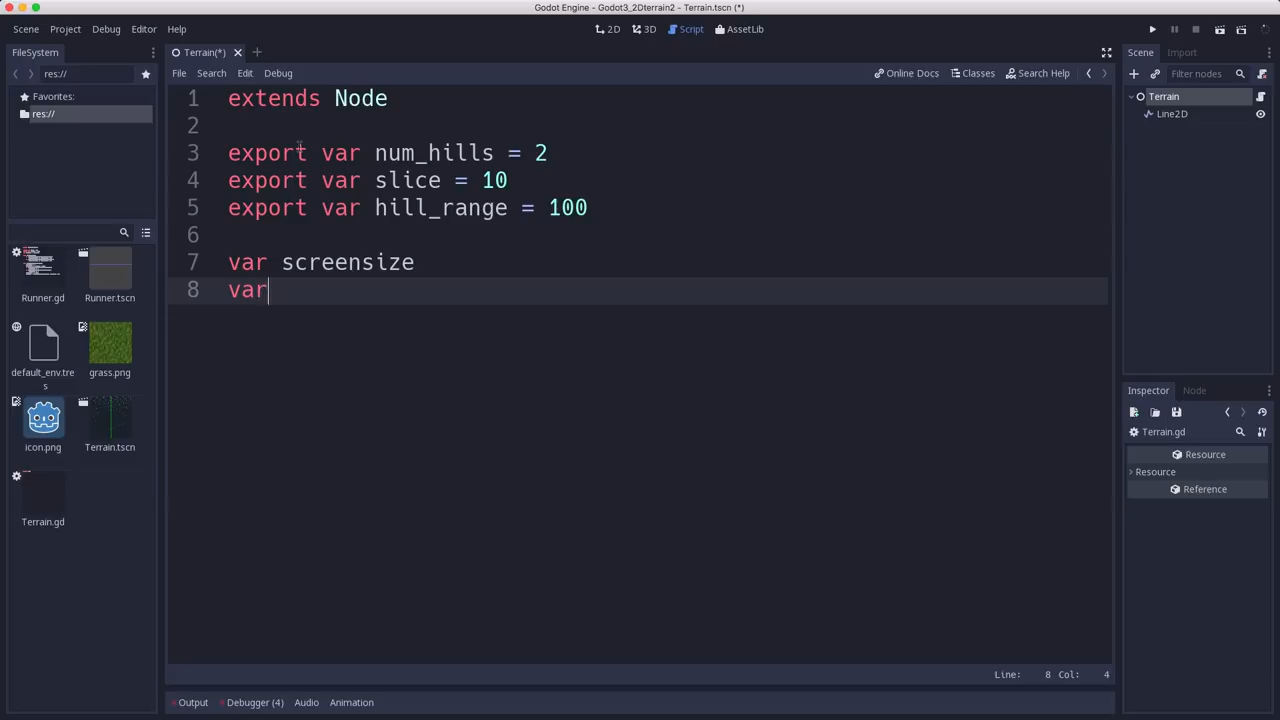 Godot Engine - Godot3_2Dterrain2 - Terrain.tscn (*)
Scene Project Debug Editor Help
2D 3D Script AssetLib
FileSystem
Terrain(*)
Scene Import
res://
File Search Edit Debug
Online Docs Classes Search Help
Filter nodes
Favorites:
res://
Terrain
Line2D
1 extends Node
2
3 export var num_hills = 2
4 export var slice = 10
5 export var hill_range = 100
6
7 var screensize
8 var
Runner.gd Runner.tscn
default_env.tre
s
grass.png
icon.png Terrain.tscn
Terrain.gd
Inspector Node
Terrain.gd
Resource
Resource
Reference
Line: 8 Col: 4
Output Debugger (4) Audio Animation